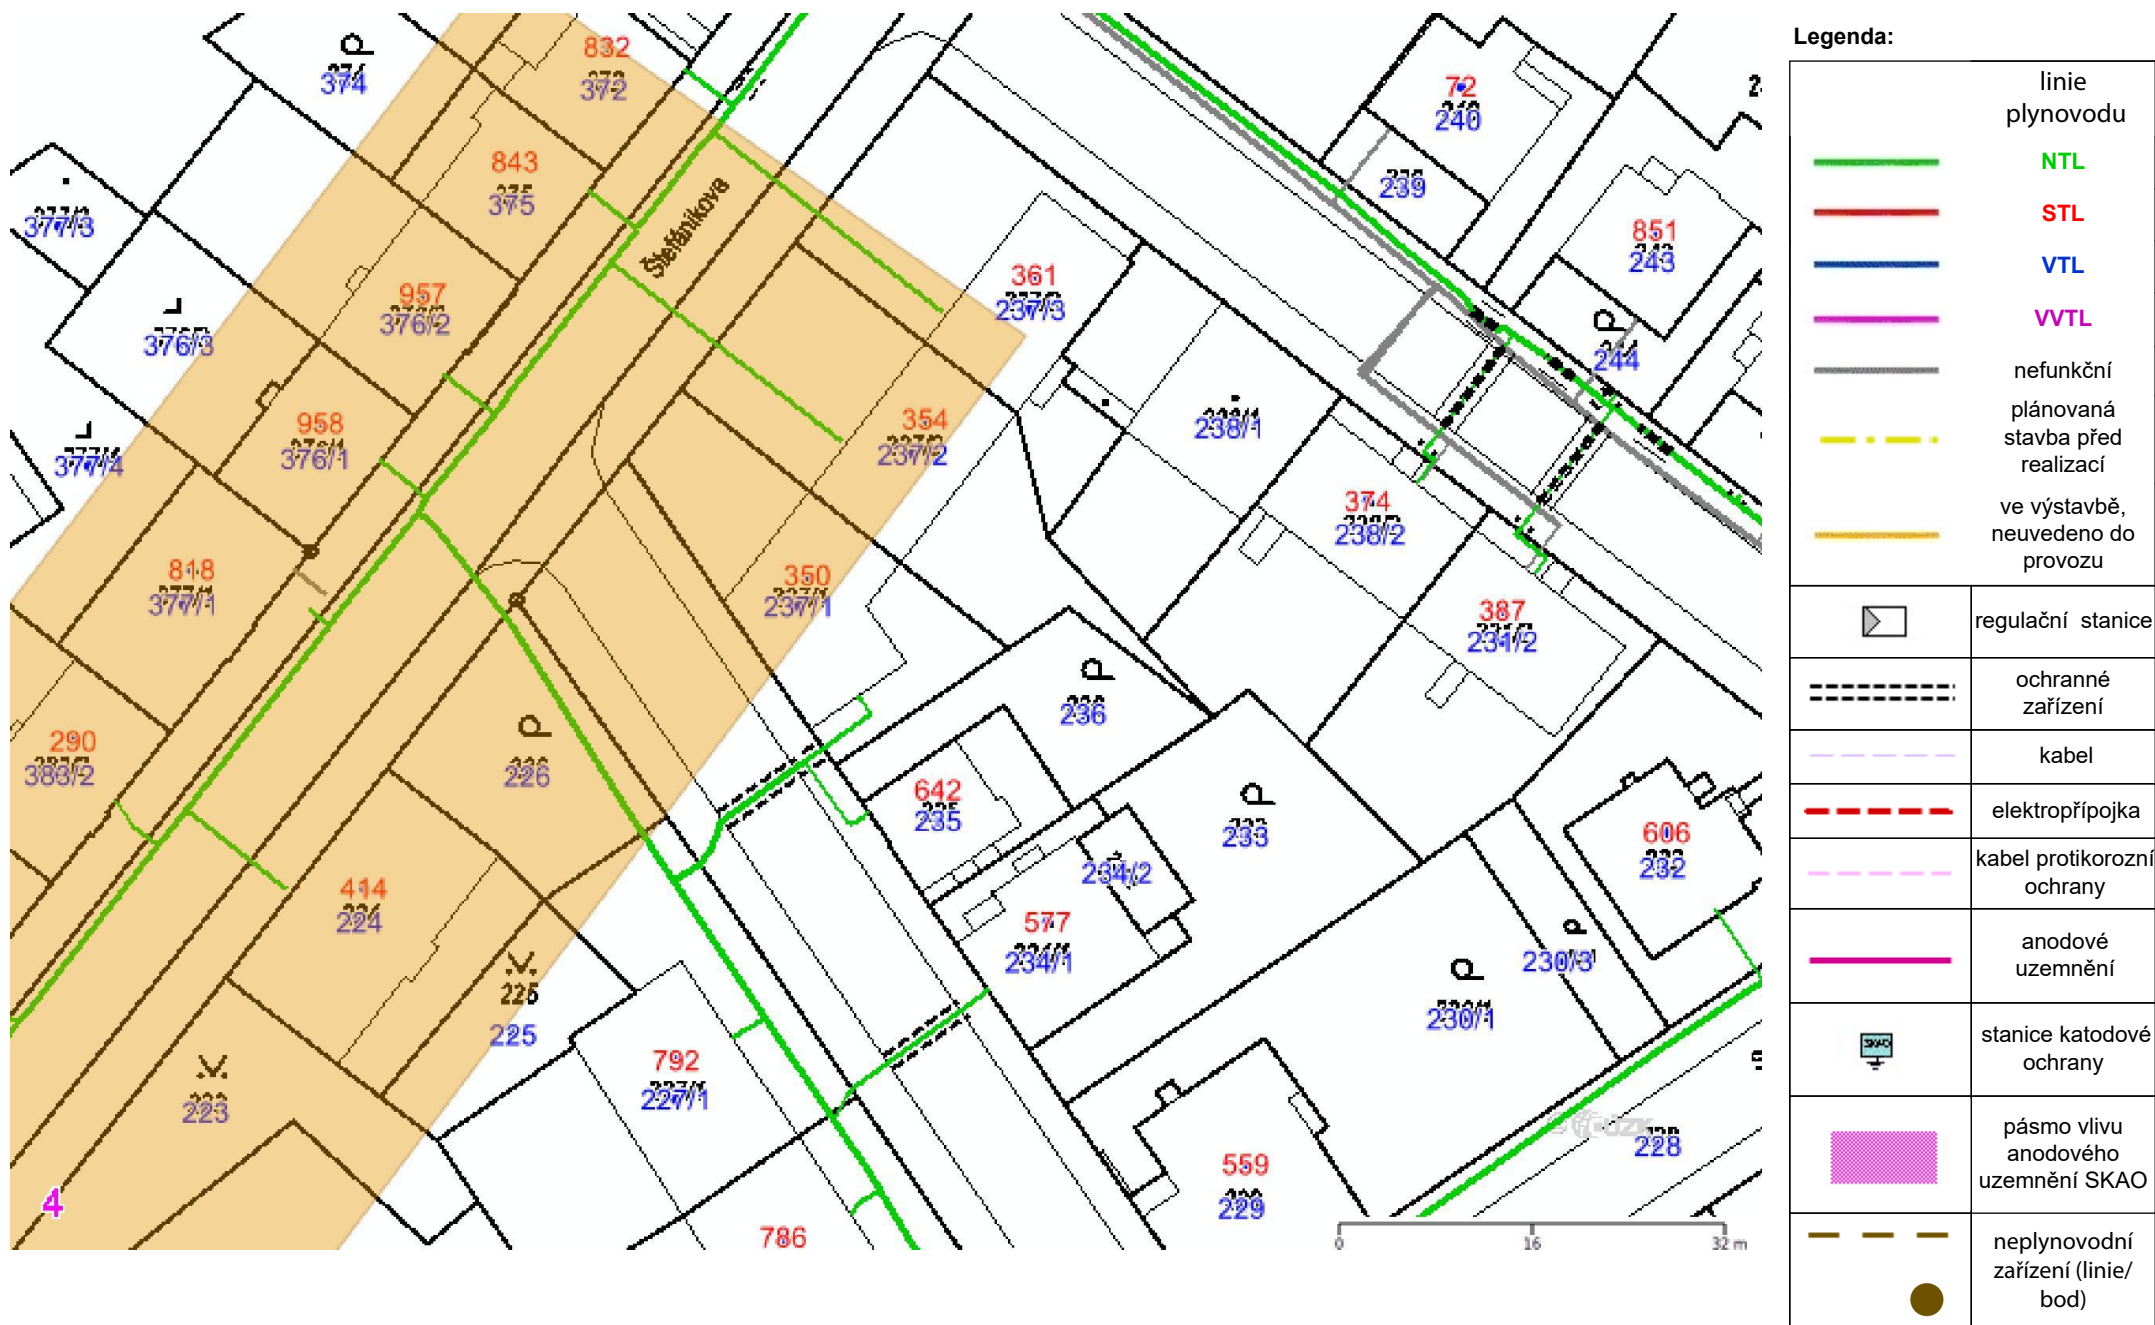 Legenda:
linie
plynovodu
NTL
STL
VTL
VVTL
nefunkční
plánovaná
stavba před
realizací
ve výstavbě,
neuvedeno do
provozu
regulační stanice
ochranné
zařízení
kabel
elektropřípojka
kabel protikorozní
ochrany
anodové
uzemnění
SKAO
stanice katodové
ochrany
pásmo vlivu
anodového
uzemnění SKAO
neplynovodní
zařízení (linie/
bod)
832
372
374
843
375
377/3
957
376/2
376/3
958
376/1
377/4
818
377/1
290
383/2
Štefánikova
72
240
239
851
243
244
361
237/3
354
237/2
238/1
374
238/2
350
237/1
387
231/2
236
226
642
235
233
234/2
606
232
414
224
577
234/1
230/3
230/1
225
225
792
227/1
223
228
559
229
786
4
0 16 32 m